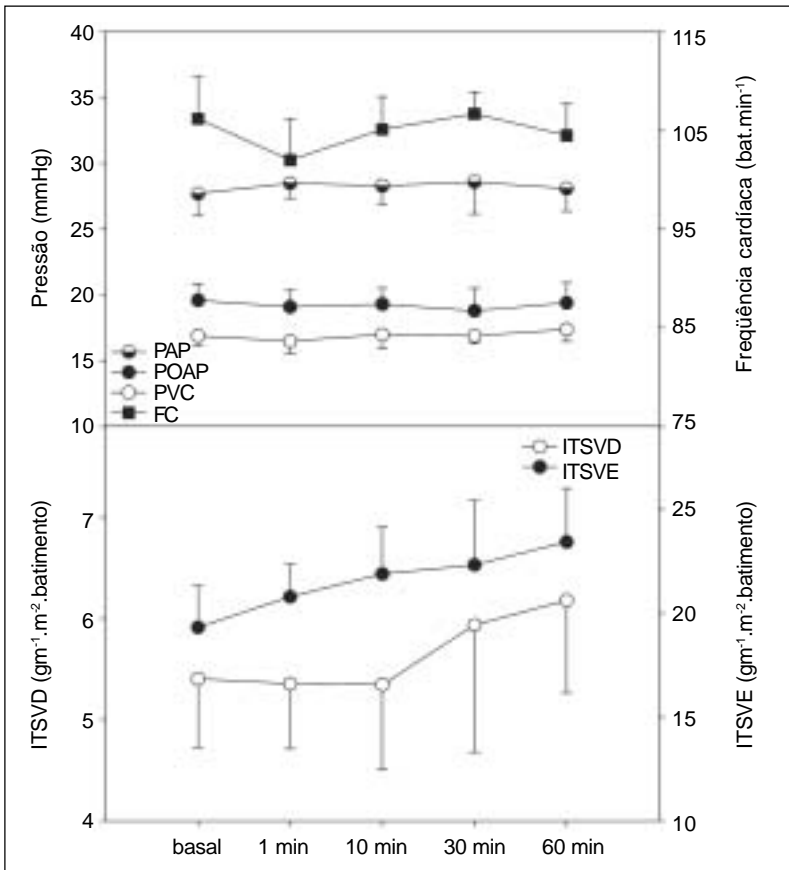 40
35
30
25
20
15
10
Pressão (mmHg)
115
105
95
85
75
Freqüência cardíaca (bat.min⁻¹)
PAP
POAP
PVC
FC
ITSVD
ITSVE
7
6
5
4
ITSVD (gm⁻¹.m⁻².batimento)
25
20
15
10
ITSVE (gm⁻¹.m⁻².batimento)
basal 1 min 10 min 30 min 60 min